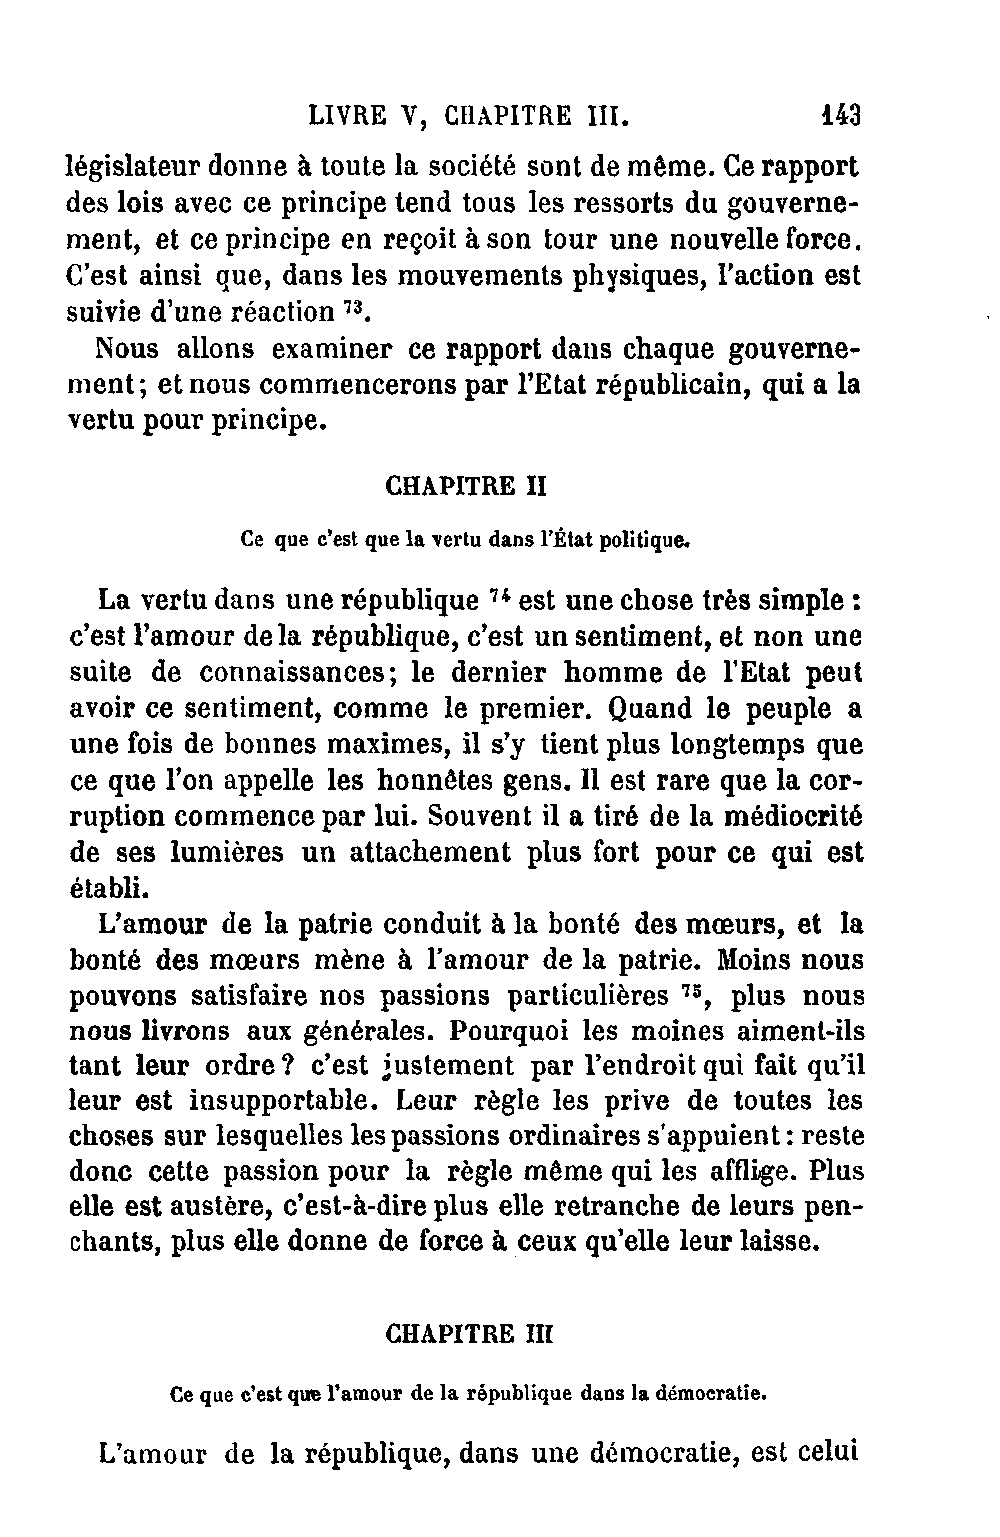 LIVRE V, CHAPITRE III. 143
législateur donne à toute la société sont de même. Ce rapport
des lois avec ce principe tend tous les ressorts du gouverne-
ment, et ce principe en reçoit à son tour une nouvelle force.
C'est ainsi que, dans les mouvements physiques, l'action est
suivie d'une réaction 73.
Nous allons examiner ce rapport dans chaque gouverne-
ment; et nous commencerons par l'Etat républicain, qui a la
vertu pour principe.
CHAPITRE II
Ce que c'est que la vertu dans l'État politique.
La vertu dans une république 74 est une chose très simple :
c'est l'amour de la république, c'est un sentiment, et non une
suite de connaissances; le dernier homme de l'Etat peut
avoir ce sentiment, comme le premier. Quand le peuple a
une fois de bonnes maximes, il s'y tient plus longtemps que
ce que l'on appelle les honnêtes gens. Il est rare que la cor-
ruption commence par lui. Souvent il a tiré de la médiocrité
de ses lumières un attachement plus fort pour ce qui est
établi.
L'amour de la patrie conduit à la bonté des mœurs, et la
bonté des mœurs mène à l'amour de la patrie. Moins nous
pouvons satisfaire nos passions particulières 75, plus nous
nous livrons aux générales. Pourquoi les moines aiment-ils
tant leur ordre? c'est justement par l'endroit qui fait qu'il
leur est insupportable. Leur règle les prive de toutes les
choses sur lesquelles les passions ordinaires s'appuient : reste
donc cette passion pour la règle même qui les afflige. Plus
elle est austère, c'est-à-dire plus elle retranche de leurs pen-
chants, plus elle donne de force à ceux qu'elle leur laisse.
CHAPITRE III
Ce que c'est que l'amour de la république dans la démocratie.
L'amour de la république, dans une démocratie, est celui